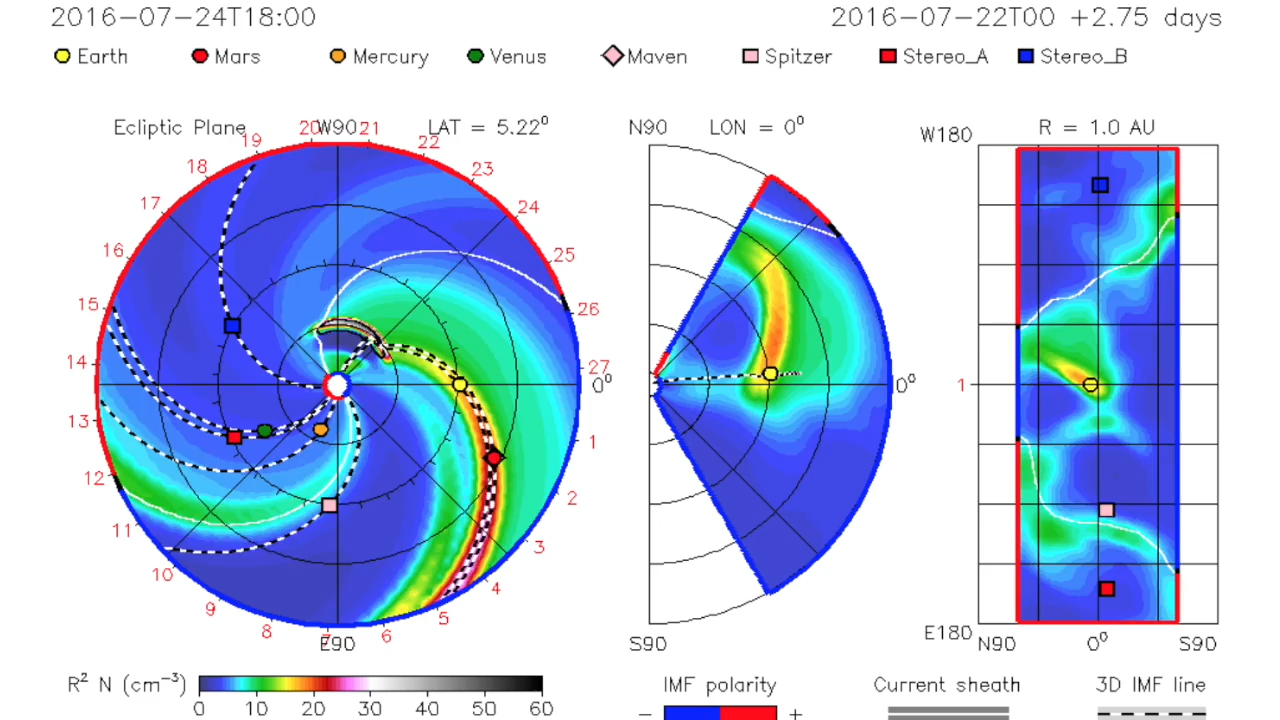 2016-07-24T18:00 2016-07-22T00 +2.75 days
Earth Mars Mercury Venus Maven Spitzer Stereo_A Stereo_B
Ecliptic Plane W90 LAT = 5.22° N90 LON = 0° W180 R = 1.0 AU
19 20 21 22
18 23
17 24
16 25
15 26
14 27
0° 0° 1
13 1
12 2
11 3
10 4
9 5
8 7 6
E90 S90 E180 N90 0° S90
R² N (cm⁻³) IMF polarity Current sheath 3D IMF line
0 10 20 30 40 50 60 − +